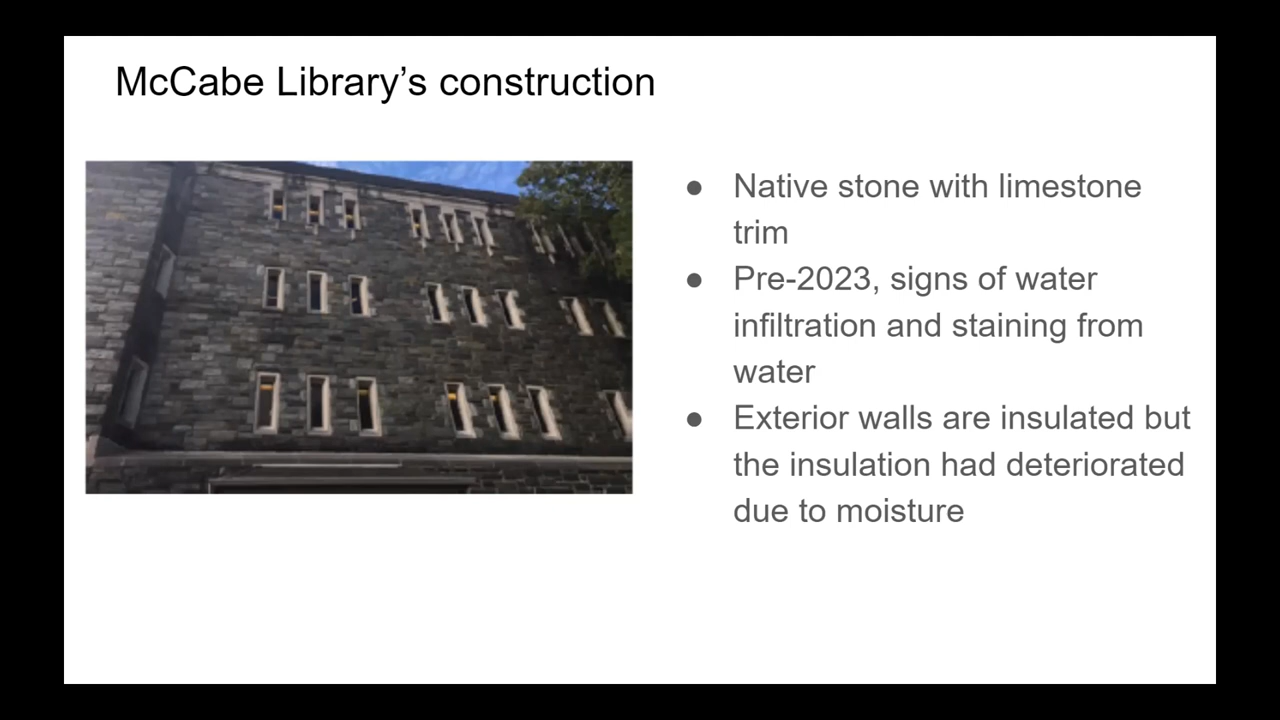 McCabe Library’s construction
● Native stone with limestone
trim
● Pre-2023, signs of water
infiltration and staining from
water
● Exterior walls are insulated but
the insulation had deteriorated
due to moisture